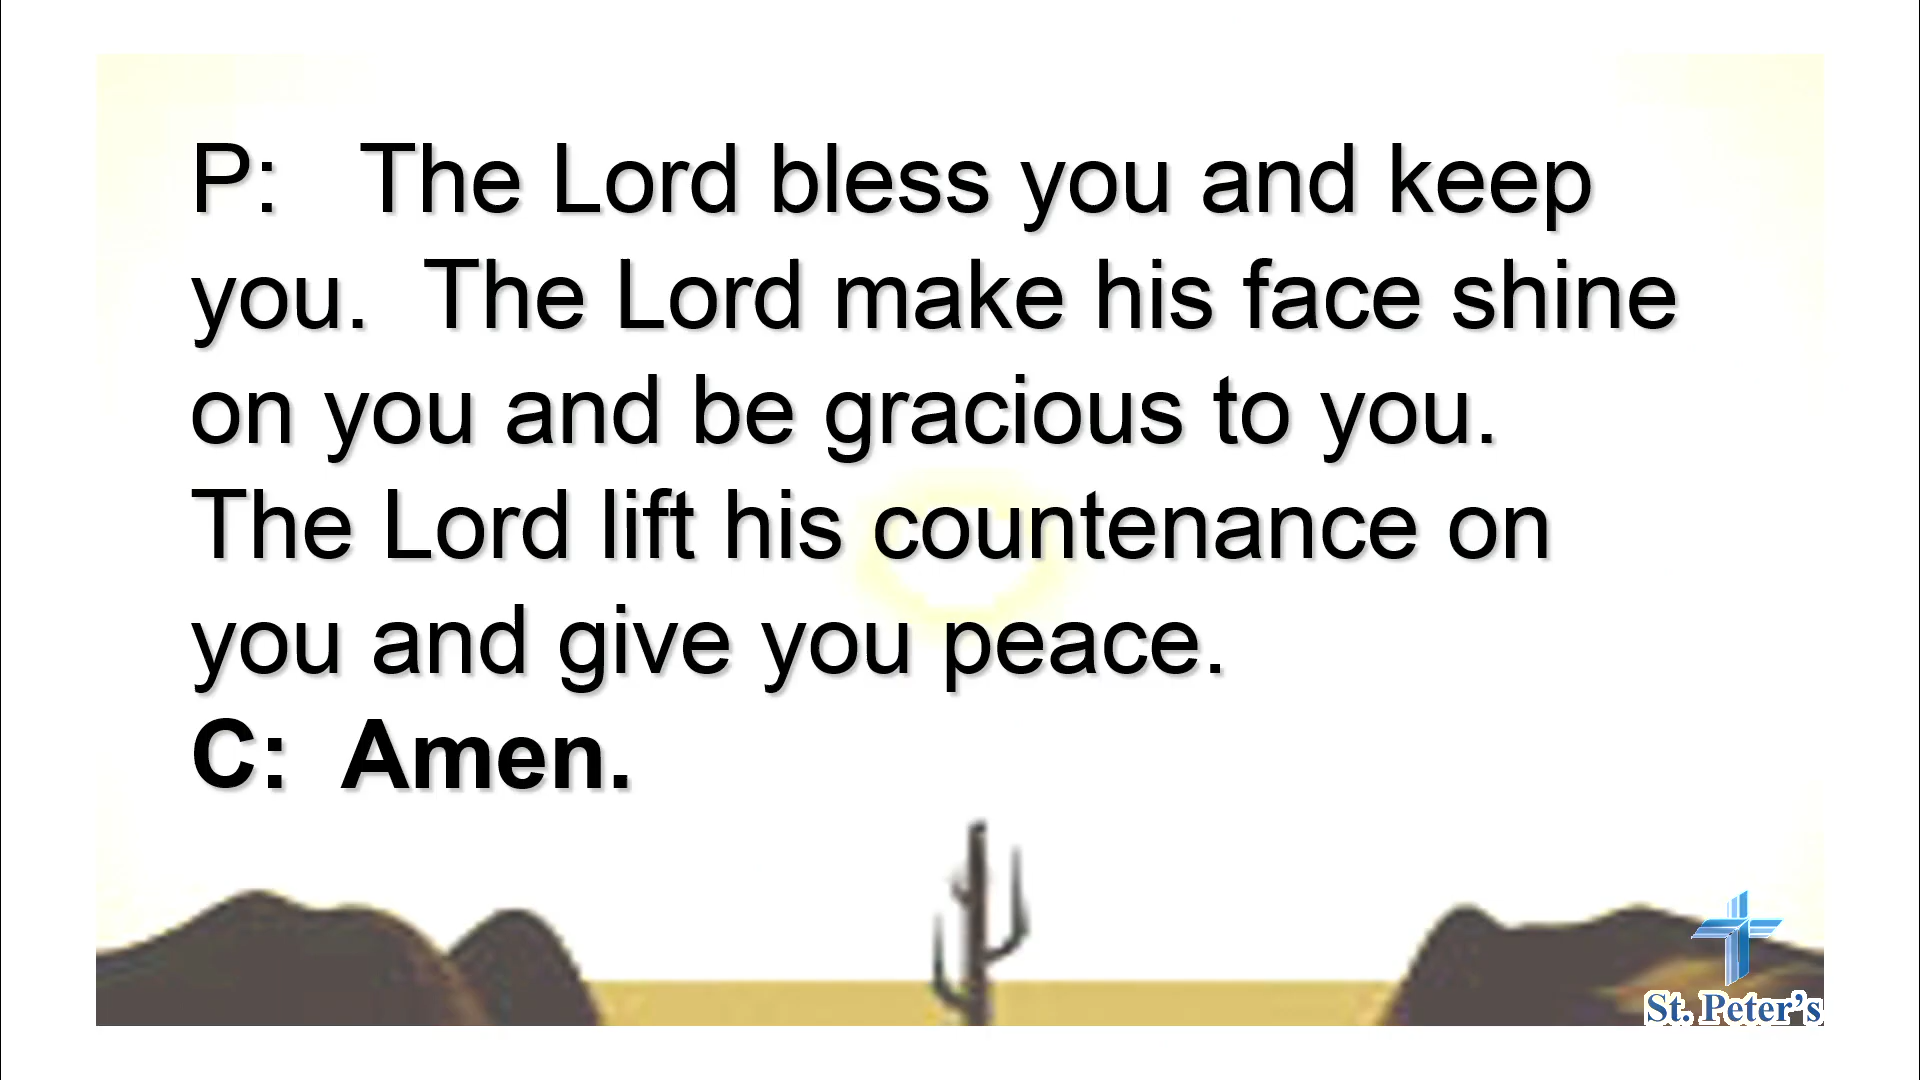 P:   The Lord bless you and keep
you.  The Lord make his face shine
on you and be gracious to you.
The Lord lift his countenance on
you and give you peace.
C:  Amen.
St. Peter's